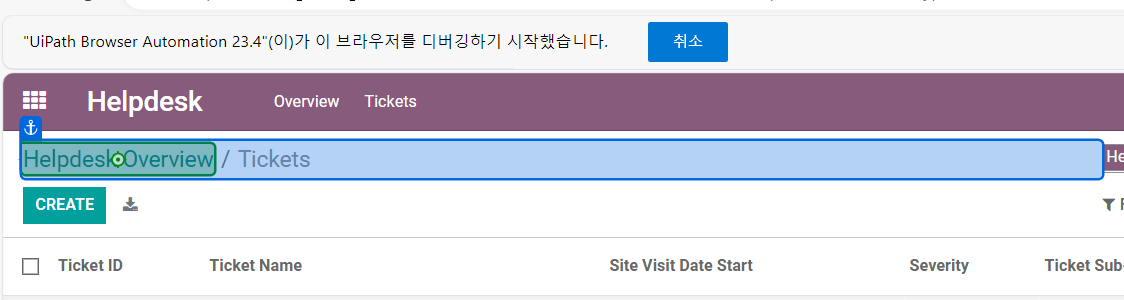 "UiPath Browser Automation 23.4"(이)가 이 브라우저를 디버깅하기 시작했습니다. 취소
Helpdesk Overview Tickets
Helpdesk Overview / Tickets
He
CREATE
Ticket ID Ticket Name Site Visit Date Start Severity Ticket Sub-